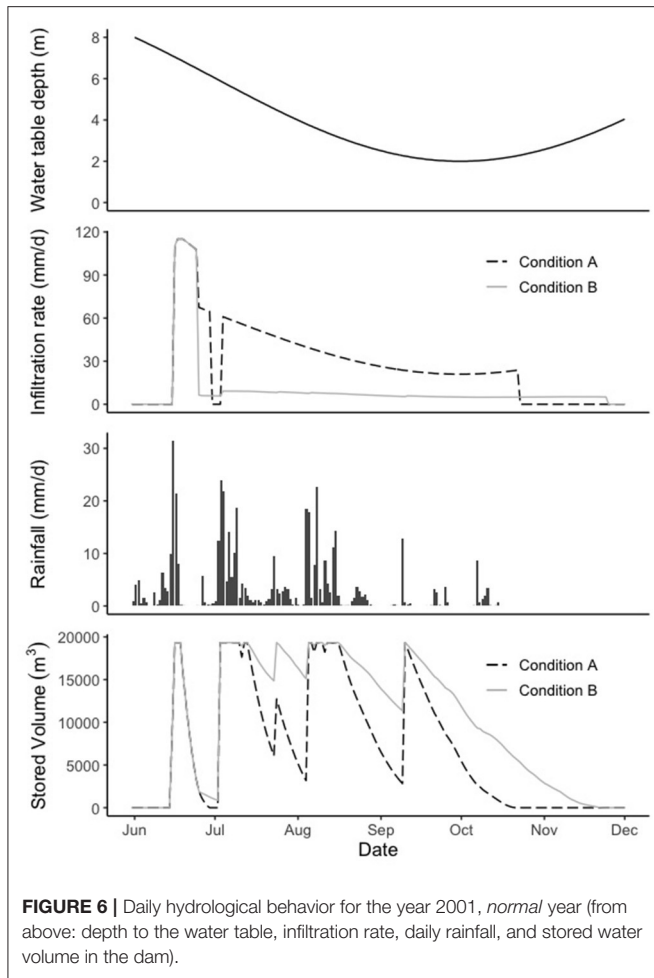 Water table depth (m)
8
6
4
2
0
Infiltration rate (mm/d)
120
90
60
30
0
Condition A
Condition B
Rainfall (mm/d)
30
20
10
0
Stored Volume (m³)
20000
15000
10000
5000
0
Condition A
Condition B
Jun Jul Aug Sep Oct Nov Dec
Date
FIGURE 6 | Daily hydrological behavior for the year 2001, normal year (from
above: depth to the water table, infiltration rate, daily rainfall, and stored water
volume in the dam).